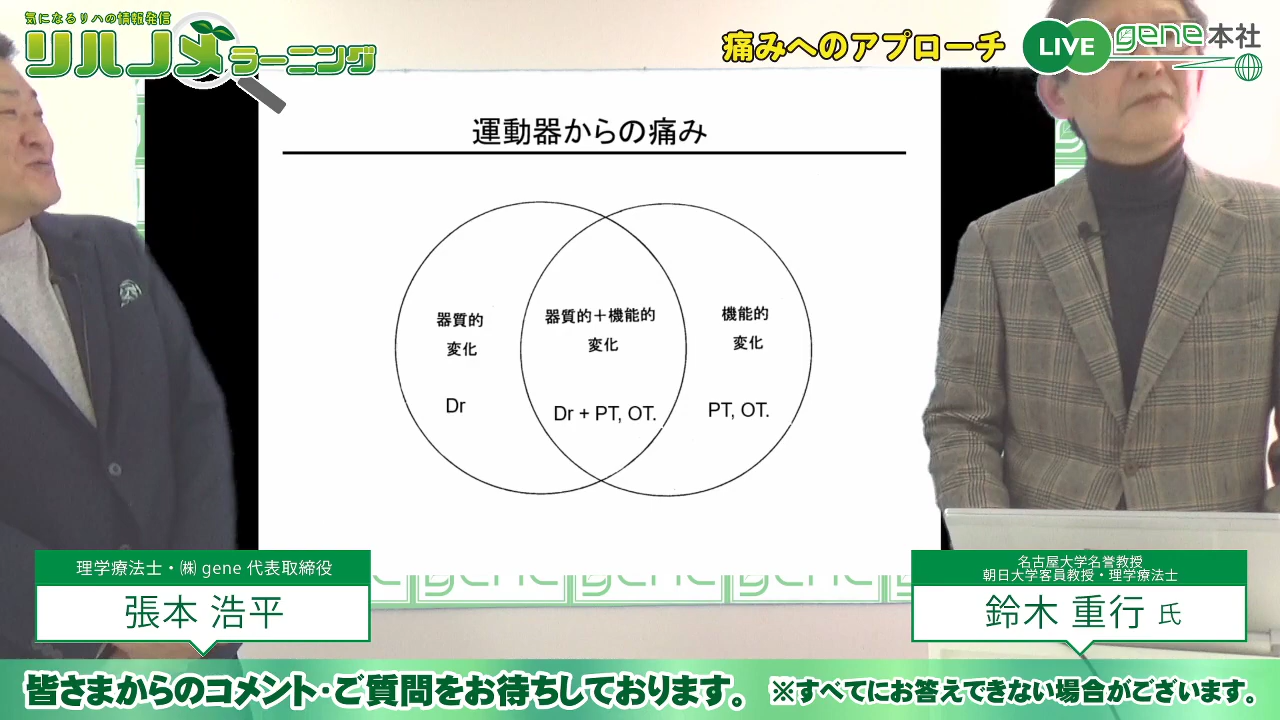 気になるリハの情報発信
リハノメラーニング
痛みへのアプローチ
LIVE
gene本社
運動器からの痛み
器質的
変化
Dr
器質的＋機能的
変化
Dr + PT, OT.
機能的
変化
PT, OT.
gene gene gene
理学療法士・㈱ gene 代表取締役
張本 浩平
名古屋大学名誉教授
朝日大学客員教授・理学療法士
鈴木 重行 氏
皆さまからのコメント・ご質問をお待ちしております。
※すべてにお答えできない場合がございます。